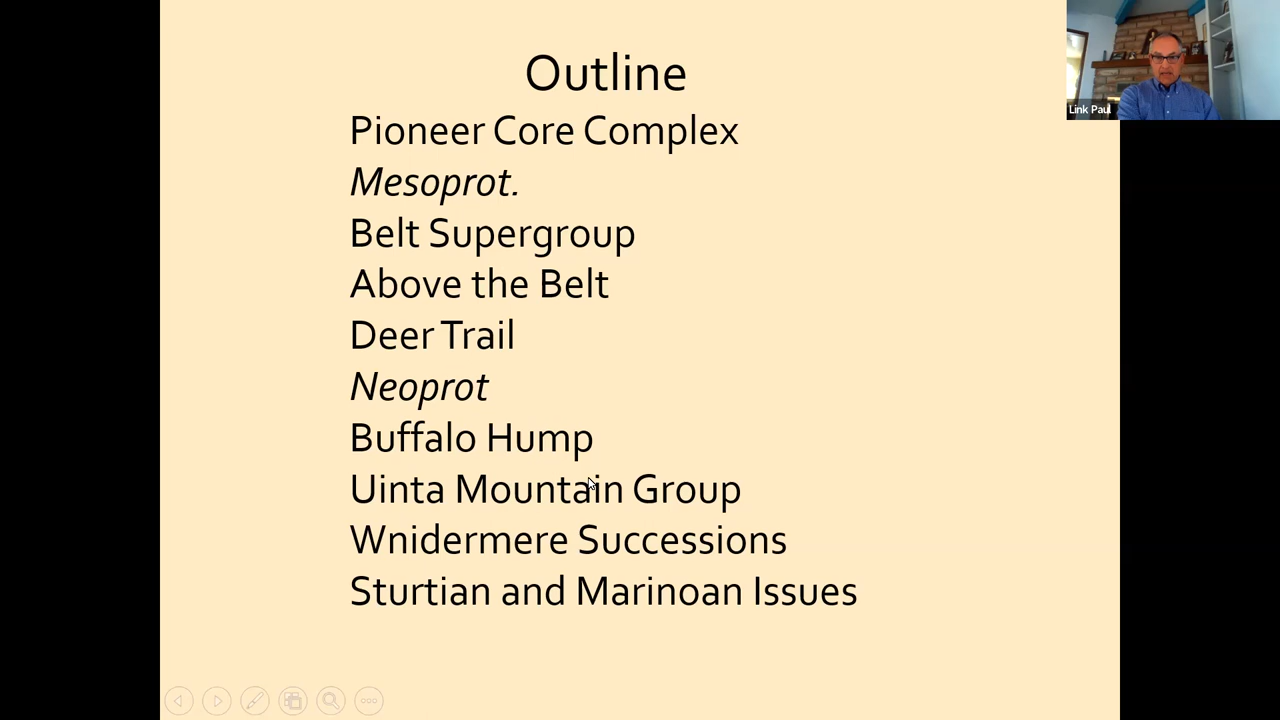 Outline
Pioneer Core Complex
Mesoprot.
Belt Supergroup
Above the Belt
Deer Trail
Neoprot
Buffalo Hump
Uinta Mountain Group
Wnidermere Successions
Sturtian and Marinoan Issues
Link Paul